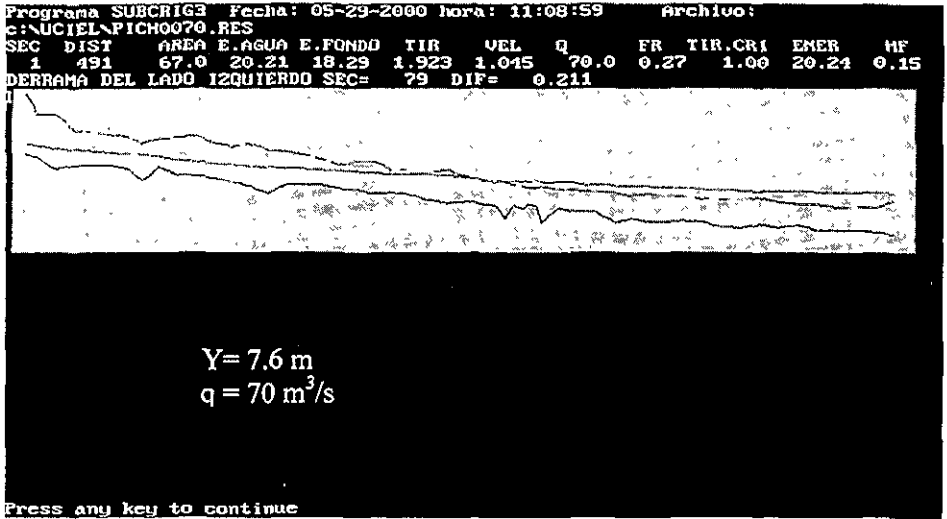 Programa SUBCRIG3 Fecha: 05-29-2000 hora: 11:08:59 Archivo:
c:\UCIEL\PICH0070.RES
SEC DIST AREA E.AGUA E.FONDO TIR VEL Q FR TIR.CRI ENER HF
1 491 67.0 20.21 18.29 1.923 1.045 70.0 0.27 1.00 20.24 0.15
DERRAMA DEL LADO IZQUIERDO SEC= 79 DIF= 0.211
Y= 7.6 m
q = 70 m³/s
Press any key to continue